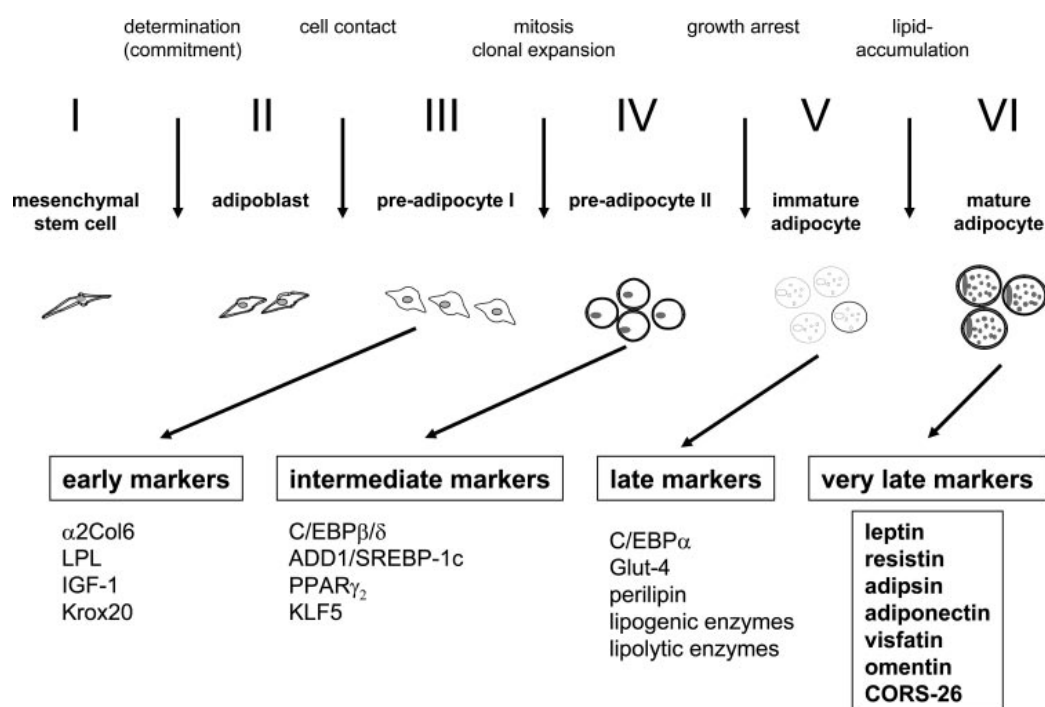 determination
(commitment)
cell contact
mitosis
clonal expansion
growth arrest
lipid-
accumulation
I
II
III
IV
V
VI
mesenchymal
stem cell
adipoblast
pre-adipocyte I
pre-adipocyte II
immature
adipocyte
mature
adipocyte
early markers
α2Col6
LPL
IGF-1
Krox20
intermediate markers
C/EBPβ/δ
ADD1/SREBP-1c
PPARγ₂
KLF5
late markers
C/EBPα
Glut-4
perilipin
lipogenic enzymes
lipolytic enzymes
very late markers
leptin
resistin
adipsin
adiponectin
visfatin
omentin
CORS-26